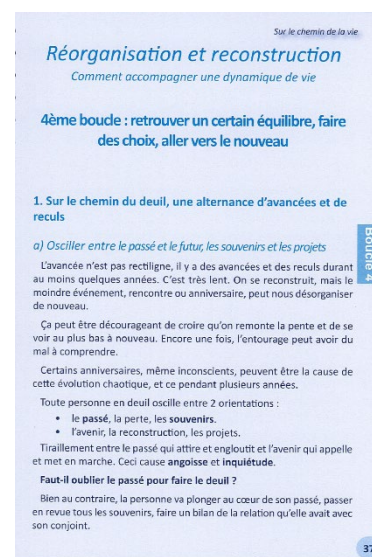 Sur le chemin de la vie
Réorganisation et reconstruction
Comment accompagner une dynamique de vie
4ème boucle : retrouver un certain équilibre, faire
des choix, aller vers le nouveau
1. Sur le chemin du deuil, une alternance d’avancées et de
reculs
a) Osciller entre le passé et le futur, les souvenirs et les projets
L’avancée n’est pas rectiligne, il y a des avancées et des reculs durant
au moins quelques années. C’est très lent. On se reconstruit, mais le
moindre événement, rencontre ou anniversaire, peut nous désorganiser
de nouveau.
Ça peut être décourageant de croire qu’on remonte la pente et de se
voir au plus bas à nouveau. Encore une fois, l’entourage peut avoir du
mal à comprendre.
Certains anniversaires, même inconscients, peuvent être la cause de
cette évolution chaotique, et ce pendant plusieurs années.
Toute personne en deuil oscille entre 2 orientations :
• le passé, la perte, les souvenirs.
• l’avenir, la reconstruction, les projets.
Tiraillement entre le passé qui attire et engloutit et l’avenir qui appelle
et met en marche. Ceci cause angoisse et inquiétude.
Faut-il oublier le passé pour faire le deuil ?
Bien au contraire, la personne va plonger au cœur de son passé, passer
en revue tous les souvenirs, faire un bilan de la relation qu’elle avait avec
son conjoint.
Boucle 4
37